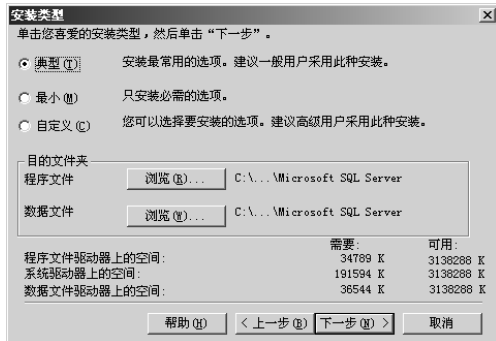 安装类型
单击您喜爱的安装类型，然后单击“下一步”。
典型(T) 安装最常用的选项。建议一般用户采用此种安装。
最小(M) 只安装必需的选项。
自定义(C) 您可以选择要安装的选项。建议高级用户采用此种安装。
目的文件夹
程序文件 浏览(R)... C:\...\Microsoft SQL Server
数据文件 浏览(W)... C:\...\Microsoft SQL Server
需要: 可用:
程序文件驱动器上的空间: 34789 K 3138288 K
系统驱动器上的空间: 191594 K 3138288 K
数据文件驱动器上的空间: 36544 K 3138288 K
帮助(H) < 上一步(B) 下一步(N) > 取消